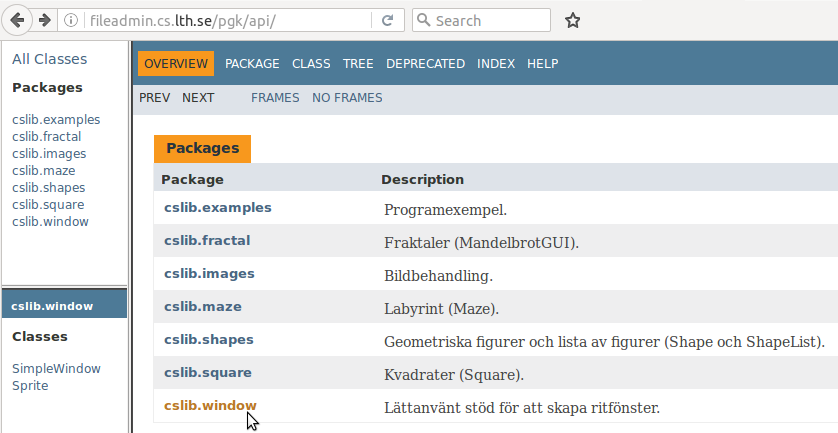 fileadmin.cs.lth.se/pgk/api/ Search
All Classes
Packages
cslib.examples
cslib.fractal
cslib.images
cslib.maze
cslib.shapes
cslib.square
cslib.window
cslib.window
Classes
SimpleWindow
Sprite
OVERVIEW PACKAGE CLASS TREE DEPRECATED INDEX HELP
PREV NEXT FRAMES NO FRAMES
Packages
Package Description
cslib.examples Programexempel.
cslib.fractal Fraktaler (MandelbrotGUI).
cslib.images Bildbehandling.
cslib.maze Labyrint (Maze).
cslib.shapes Geometriska figurer och lista av figurer (Shape och ShapeList).
cslib.square Kvadrater (Square).
cslib.window Lättanvänt stöd för att skapa ritfönster.